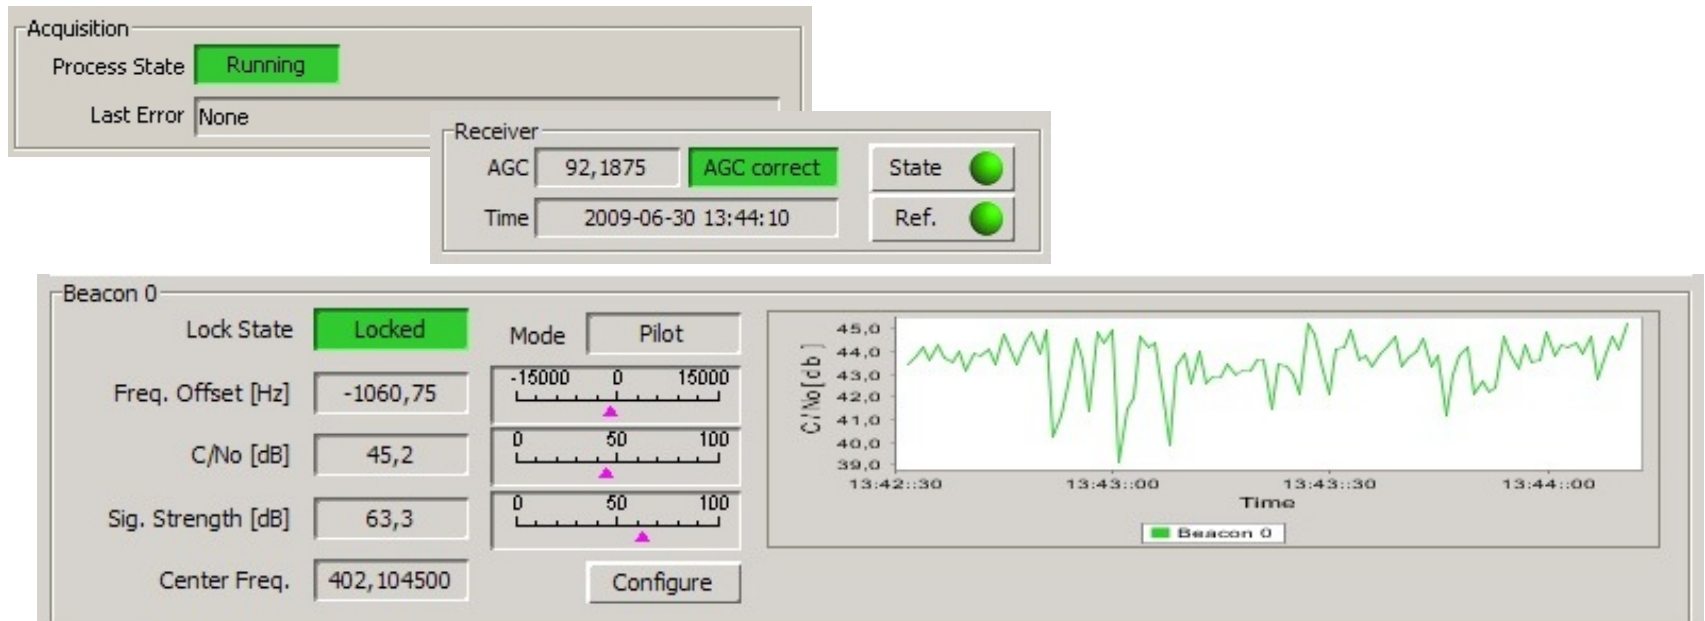 Acquisition
Process State Running
Last Error None
Receiver
AGC 92,1875 AGC correct State
Time 2009-06-30 13:44:10 Ref.
Beacon 0
Lock State Locked Mode Pilot
Freq. Offset [Hz] -1060,75 -15000 0 15000
C/No [dB] 45,2 0 50 100
Sig. Strength [dB] 63,3 0 50 100
Center Freq. 402,104500 Configure
C/No[db]
45,0
44,0
43,0
42,0
41,0
40,0
39,0
13:42::30 13:43::00 13:43::30 13:44::00
Time
Beacon 0